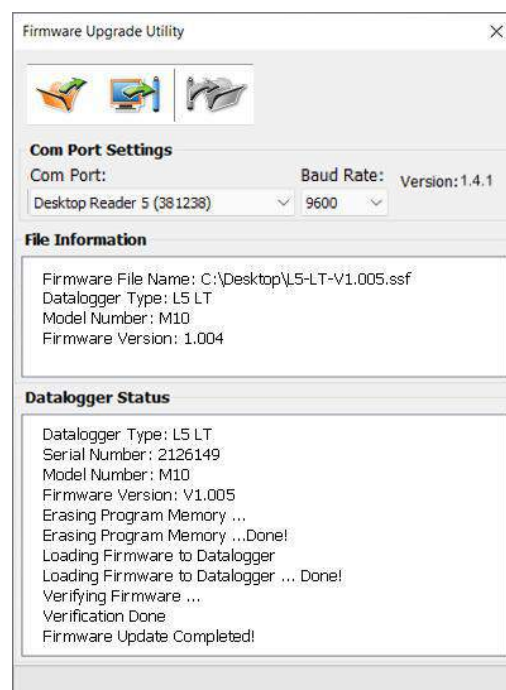 Firmware Upgrade Utility
Com Port Settings
Com Port:
Baud Rate:
Version: 1.4.1
Desktop Reader 5 (381238)
9600
File Information
Firmware File Name: C:\Desktop\L5-LT-V1.005.ssf
Datalogger Type: L5 LT
Model Number: M10
Firmware Version: 1.004
Datalogger Status
Datalogger Type: L5 LT
Serial Number: 2126149
Model Number: M10
Firmware Version: V1.005
Erasing Program Memory ...
Erasing Program Memory ...Done!
Loading Firmware to Datalogger
Loading Firmware to Datalogger ... Done!
Verifying Firmware ...
Verification Done
Firmware Update Completed!